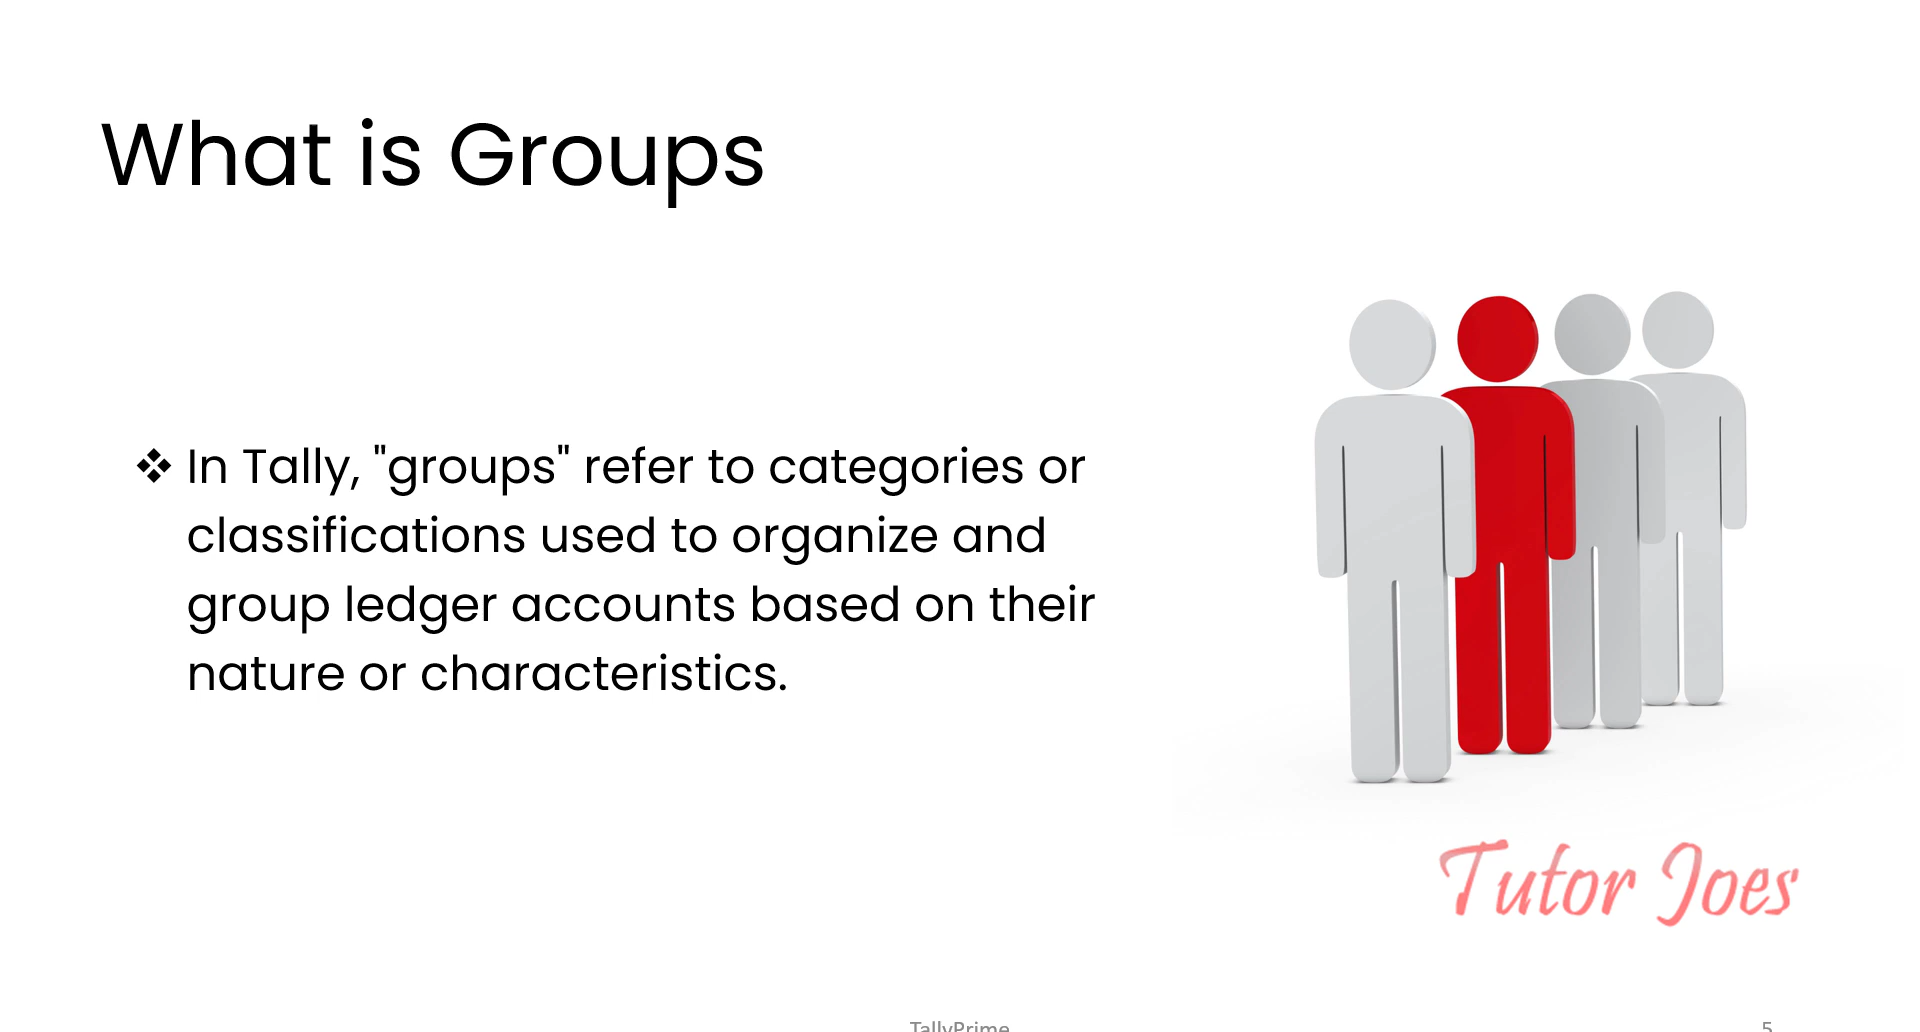 What is Groups
❖ In Tally, "groups" refer to categories or
classifications used to organize and
group ledger accounts based on their
nature or characteristics.
Tutor Joes
TallyPrime
5